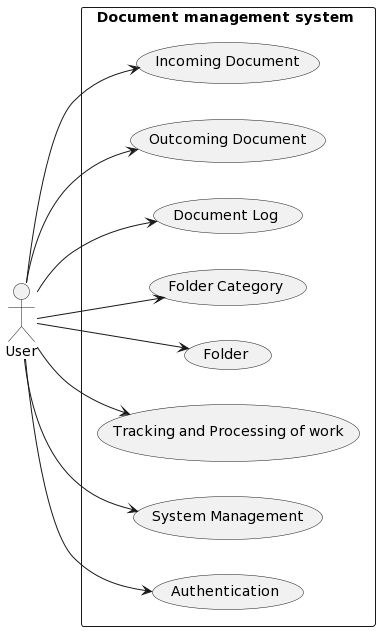 Document management system
Incoming Document
Outcoming Document
Document Log
Folder Category
Folder
User
Tracking and Processing of work
System Management
Authentication